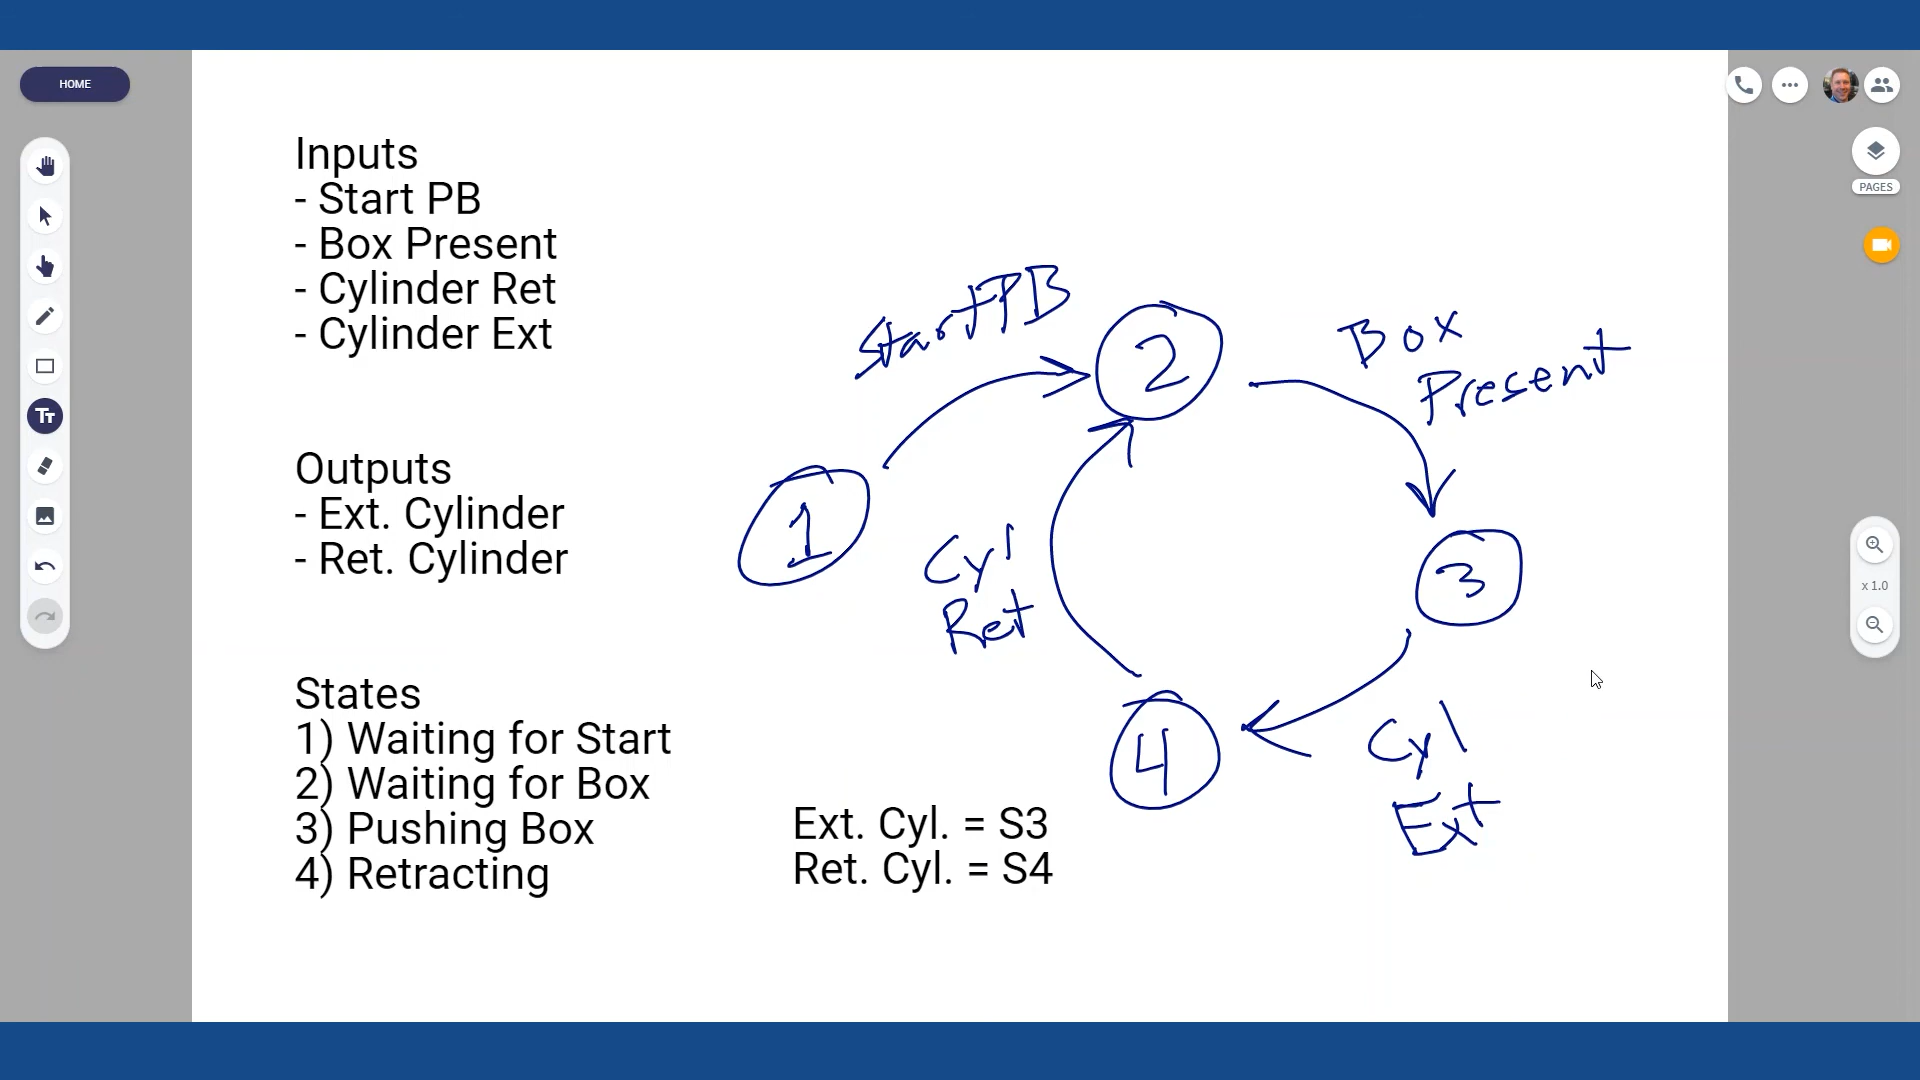 HOME
PAGES
x 1.0
Tт
Inputs
- Start PB
- Box Present
- Cylinder Ret
- Cylinder Ext
Outputs
- Ext. Cylinder
- Ret. Cylinder
States
1) Waiting for Start
2) Waiting for Box
3) Pushing Box
4) Retracting
Ext. Cyl. = S3
Ret. Cyl. = S4
Start PB
1
2
Box
Present
3
Cyl
Ext
4
Cyl
Ret